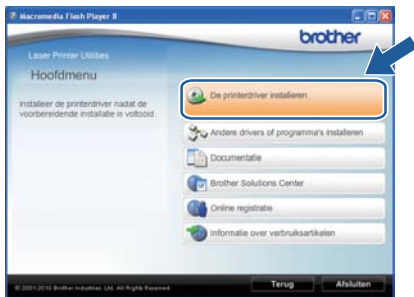 Macromedia Flash Player 8
brother
Laser Printer Utilities
Hoofdmenu
Installeer de printerdriver nadat de
voorbereidende installatie is voltooid.
De printerdriver installeren
Andere drivers of programma's installeren
Documentatie
Brother Solutions Center
Online registratie
Informatie over verbruiksartikelen
© 2001-2010 Brother Industries, Ltd. All Rights Reserved.
Terug
Afsluiten